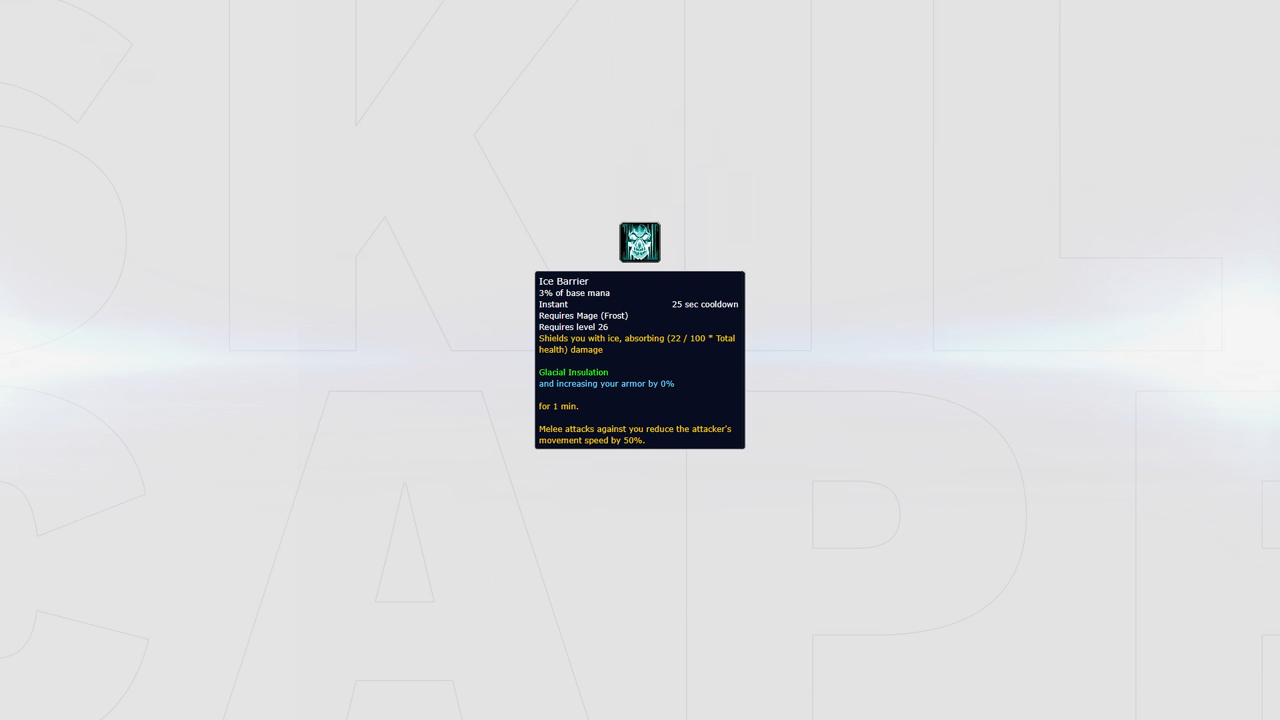 SKILL
CAPE
Ice Barrier
3% of base mana
Instant 25 sec cooldown
Requires Mage (Frost)
Requires level 26
Shields you with ice, absorbing (22 / 100 * Total
health) damage
Glacial Insulation
and increasing your armor by 0%
for 1 min.
Melee attacks against you reduce the attacker's
movement speed by 50%.